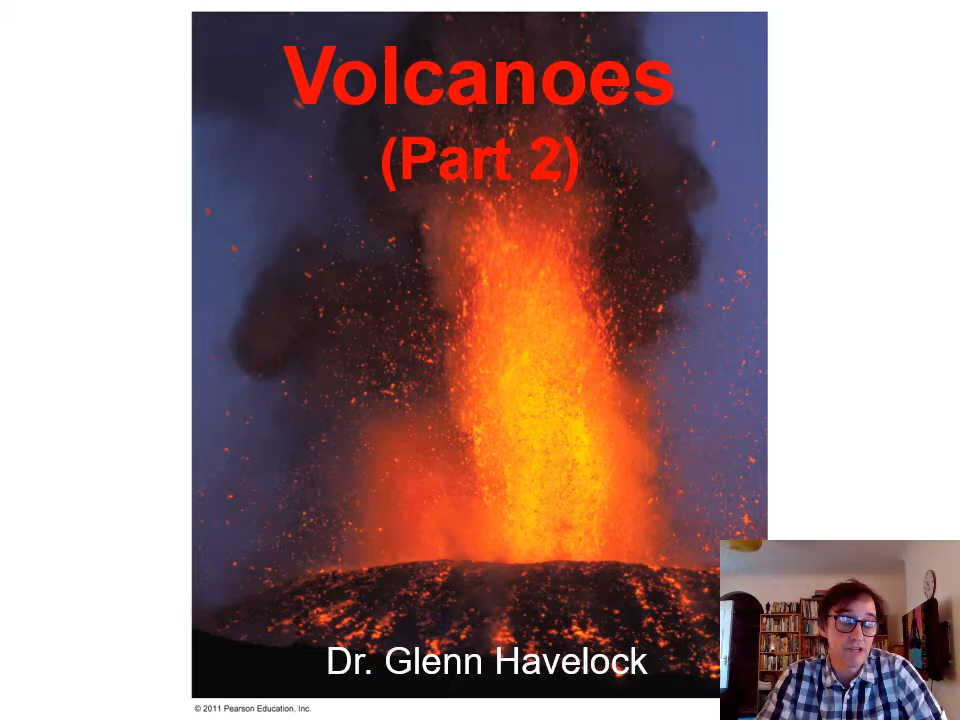 Volcanoes
(Part 2)
Dr. Glenn Havelock
© 2011 Pearson Education, Inc.